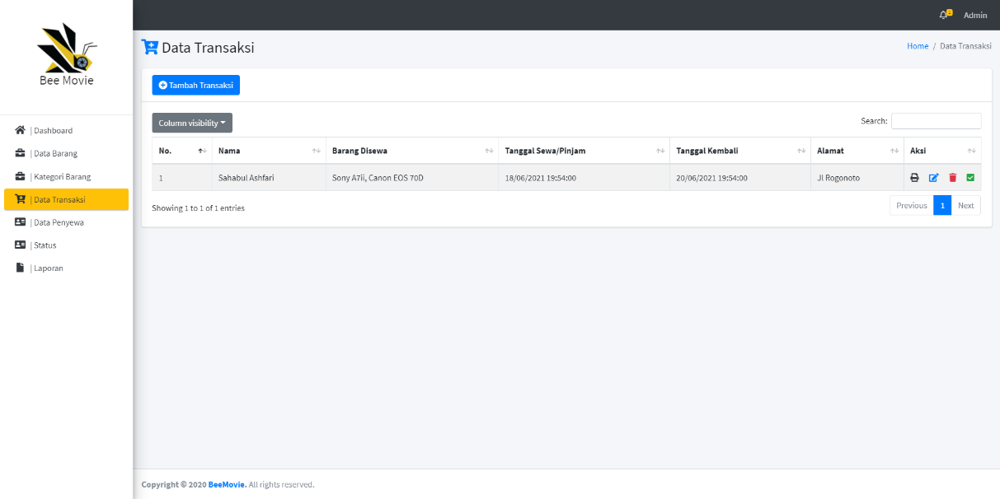 Admin
Bee Movie
Data Transaksi
Home / Data Transaksi
Tambah Transaksi
Column visibility
Search:
| Dashboard
| Data Barang
| Kategori Barang
| Data Transaksi
| Data Penyewa
| Status
| Laporan
No. Nama Barang Disewa Tanggal Sewa/Pinjam Tanggal Kembali Alamat Aksi
1 Sahabul Ashfari Sony A7ii, Canon EOS 70D 18/06/2021 19:54:00 20/06/2021 19:54:00 Jl Rogonoto
Showing 1 to 1 of 1 entries
Previous 1 Next
Copyright © 2020 BeeMovie. All rights reserved.